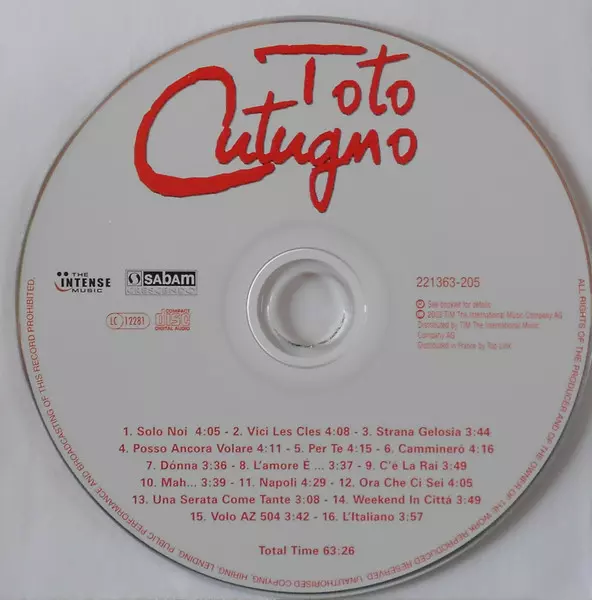 Toto
Cutugno
THE
INTENSE
MUSIC
sabam
LC 12281
COMPACT
disc
DIGITAL AUDIO
221363-205
See booklet for details
2003 TIM The International Music Company AG
Distributed by TIM The International Music
Company AG
Distributed in France by Top Link
1. Solo Noi 4:05 - 2. Vici Les Cles 4:08 - 3. Strana Gelosia 3:44
4. Posso Ancora Volare 4:11 - 5. Per Te 4:15 - 6. Camminerò 4:16
7. Dónna 3:36 - 8. L'amore É ... 3:37 - 9. C'è La Rai 3:49
10. Mah... 3:39 - 11. Napoli 4:29 - 12. Ora Che Ci Sei 4:05
13. Una Serata Come Tante 3:08 - 14. Weekend In Cittá 3:49
15. Volo AZ 504 3:42 - 16. L'Italiano 3:57
Total Time 63:26
ALL RIGHTS OF THE PRODUCER AND OF THE OWNER OF THE WORK REPRODUCED RESERVED. UNAUTHORISED COPYING, HIRING, LENDING, PUBLIC PERFORMANCE AND BROADCASTING OF THIS RECORD PROHIBITED.